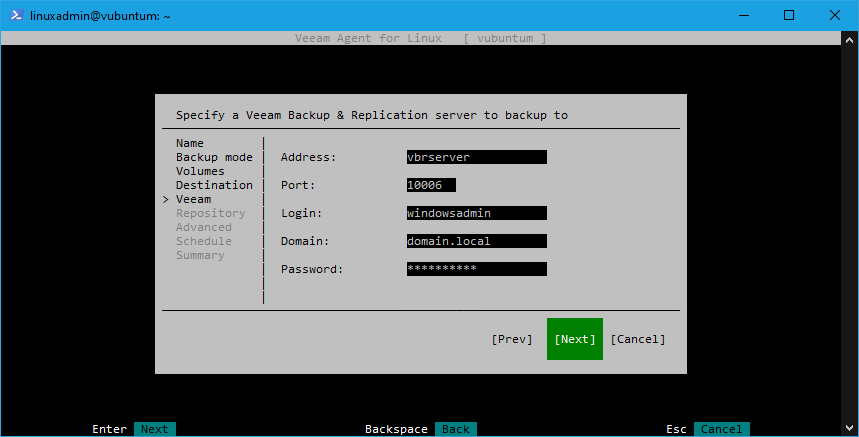 linuxadmin@vubuntum: ~
Veeam Agent for Linux [ vubuntum ]
Specify a Veeam Backup & Replication server to backup to
Name
Backup mode Address: vbrserver
Volumes
Destination Port: 10006
> Veeam
Repository Login: windowsadmin
Advanced
Schedule Domain: domain.local
Summary
Password: **********
[Prev] [Next] [Cancel]
Enter Next Backspace Back Esc Cancel